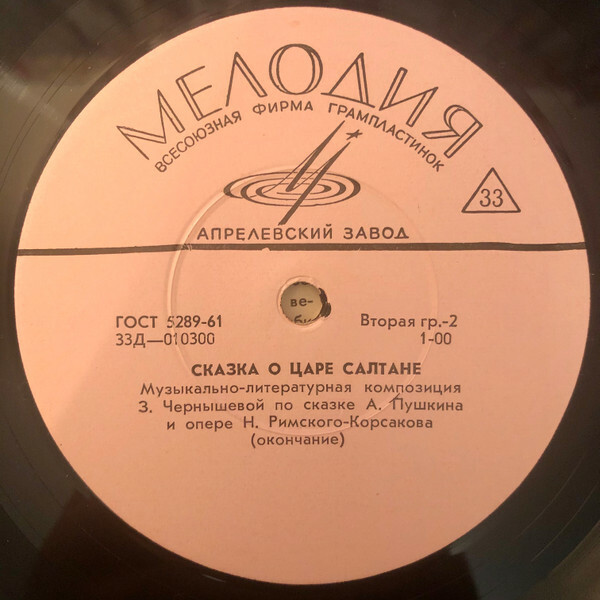 МЕЛОДИЯ
ВСЕСОЮЗНАЯ ФИРМА ГРАМПЛАСТИНОК
33
АПРЕЛЕВСКИЙ ЗАВОД
ве-
ГОСТ 5289-61
Вторая гр.-2
33Д—010300
1-00
СКАЗКА О ЦАРЕ САЛТАНЕ
Музыкально-литературная композиция
З. Чернышевой по сказке А. Пушкина
и опере Н. Римского-Корсакова
(окончание)